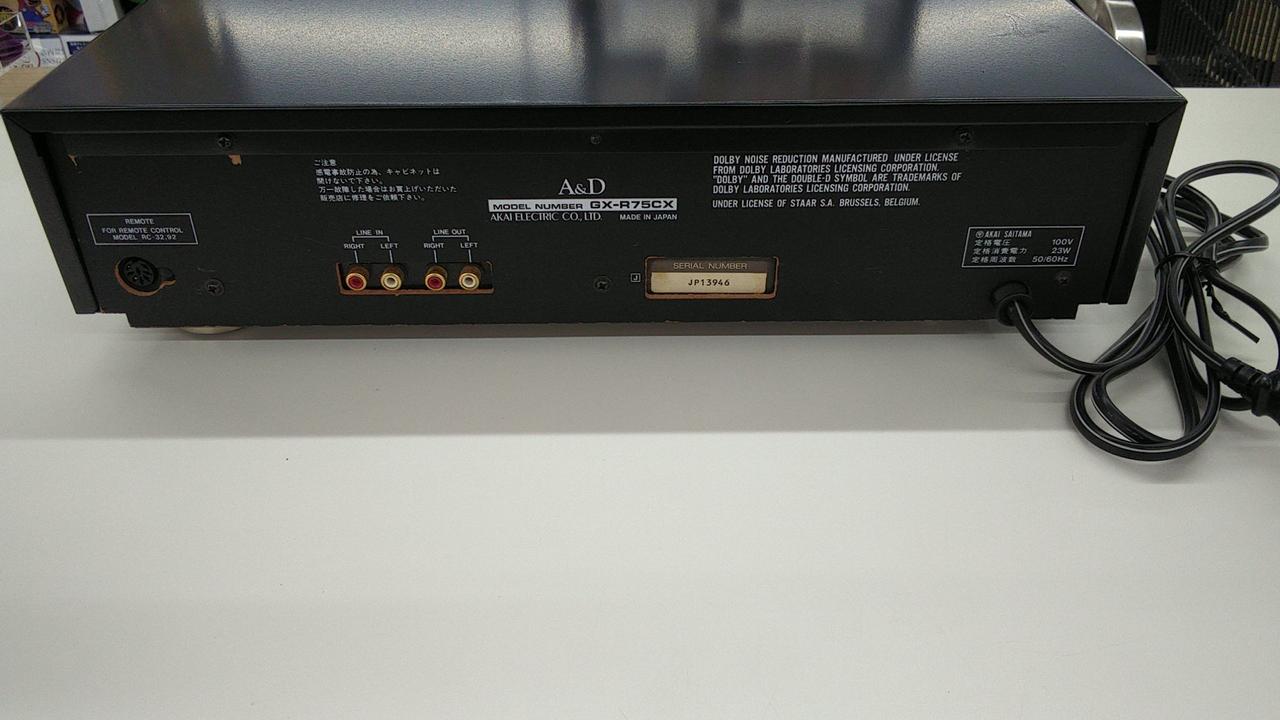 ご注意
感電事故防止の為、キャビネットは
開けないで下さい。
万一故障した場合はお買上げいただいた
販売店に修理をご依頼下さい。
A&D
MODEL NUMBER GX-R75CX
AKAI ELECTRIC CO., LTD. MADE IN JAPAN
DOLBY NOISE REDUCTION MANUFACTURED UNDER LICENSE
FROM DOLBY LABORATORIES LICENSING CORPORATION.
"DOLBY" AND THE DOUBLE-D SYMBOL ARE TRADEMARKS OF
DOLBY LABORATORIES LICENSING CORPORATION.
UNDER LICENSE OF STAAR S.A. BRUSSELS, BELGIUM.
REMOTE
FOR REMOTE CONTROL
MODEL RC-32,92
LINE IN LINE OUT
RIGHT LEFT RIGHT LEFT
J
SERIAL NUMBER
JP13946
AKAI SAITAMA
定格電圧 100V
定格消費電力 23W
定格周波数 50/60Hz